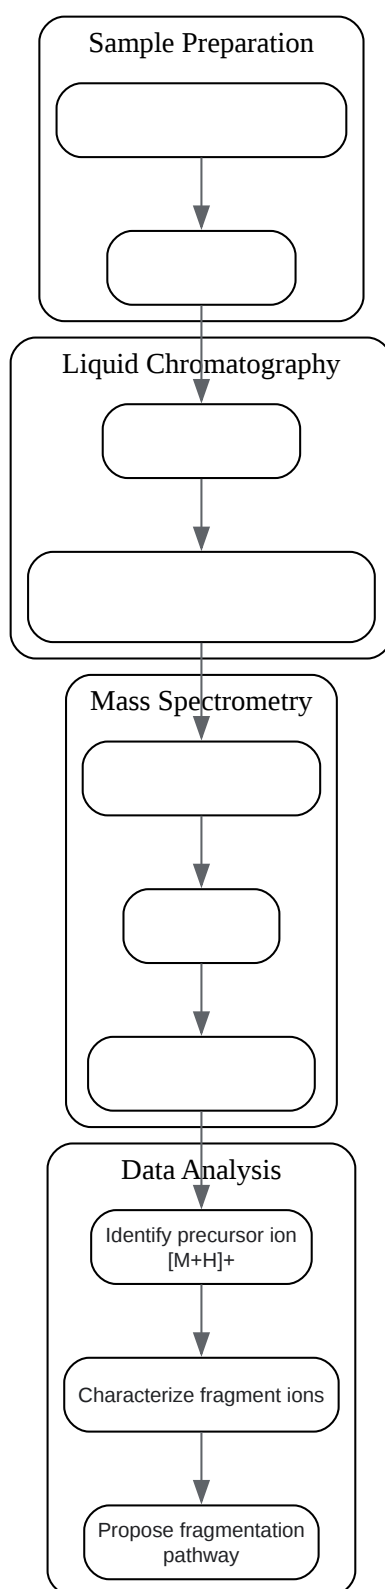 Sample Preparation
Liquid Chromatography
Mass Spectrometry
Data Analysis
Identify precursor ion
[M+H]+
Characterize fragment ions
Propose fragmentation
pathway